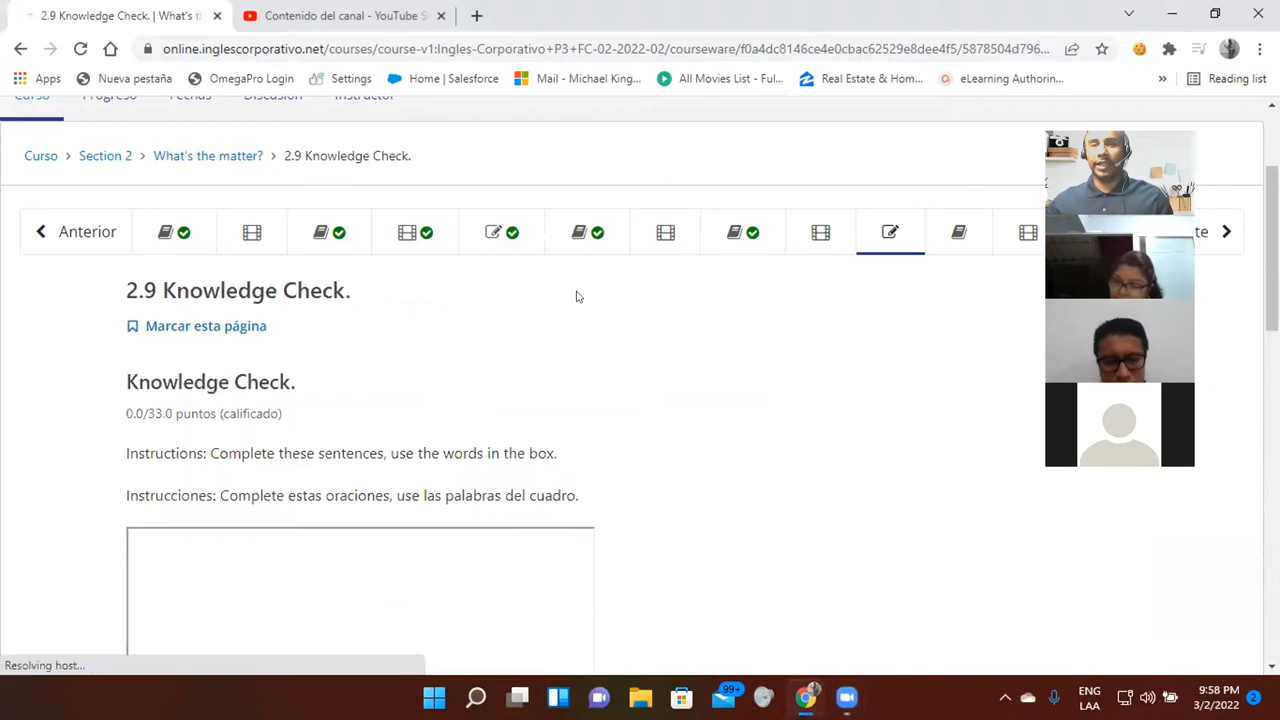 2.9 Knowledge Check. | What's t
Contenido del canal - YouTube S
online.inglescorporativo.net/courses/course-v1:Ingles-Corporativo+P3+FC-02-2022-02/courseware/f0a4dc8146ce4e0cbac62529e8dee4f5/5878504d796...
Apps
Nueva pestaña
OmegaPro Login
Settings
Home | Salesforce
Mail - Michael King...
All Movies List - Ful...
Real Estate & Hom...
eLearning Authorin...
»
Reading list
Curso
Progreso
Fechas
Discusión
Instructor
Curso > Section 2 > What's the matter? > 2.9 Knowledge Check.
Anterior
te
2.9 Knowledge Check.
Marcar esta página
Knowledge Check.
0.0/33.0 puntos (calificado)
Instructions: Complete these sentences, use the words in the box.
Instrucciones: Complete estas oraciones, use las palabras del cuadro.
Resolving host...
99+
ENG
LAA
9:58 PM
3/2/2022
2